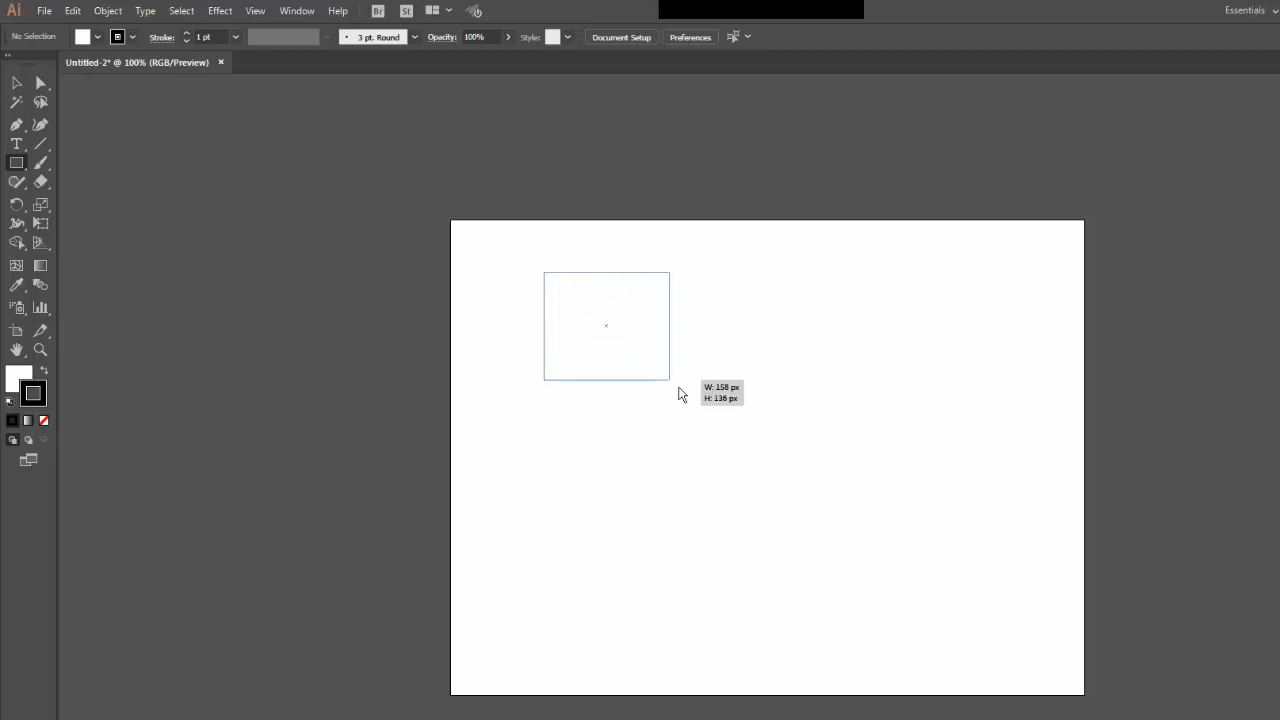 Ai File Edit Object Type Select Effect View Window Help Br St Essentials
No Selection Stroke: 1 pt 3 pt. Round Opacity: 100% Style: Document Setup Preferences
Untitled-2* @ 100% (RGB/Preview) ×
W: 158 px
H: 136 px